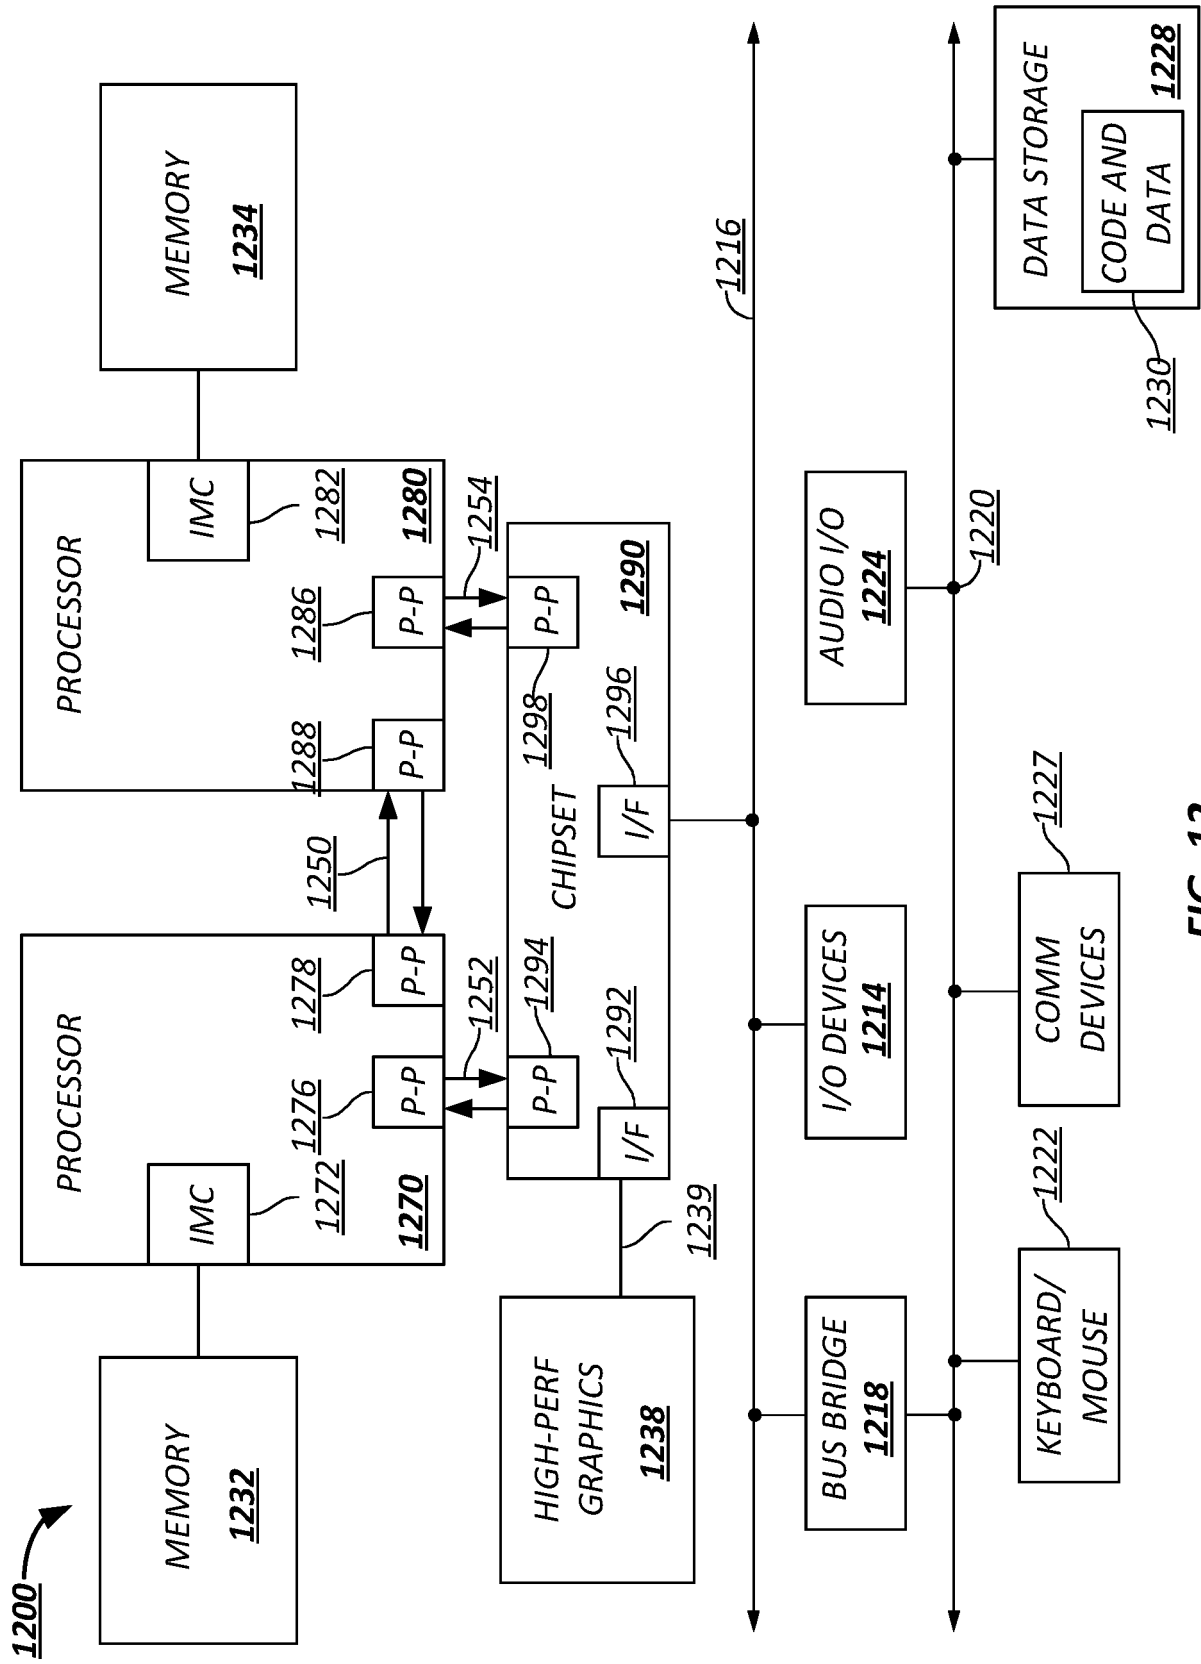 1200
MEMORY
1232
PROCESSOR
IMC
1272
1270
1276
P-P
1278
P-P
1250
PROCESSOR
1288
P-P
1286
P-P
IMC
1282
1280
MEMORY
1234
1252
1254
HIGH-PERF
GRAPHICS
1238
1239
P-P
1294
I/F
1292
CHIPSET
P-P
1298
I/F
1296
1290
1216
BUS BRIDGE
1218
I/O DEVICES
1214
AUDIO I/O
1224
1220
KEYBOARD/
MOUSE
1222
COMM
DEVICES
1227
DATA STORAGE
1228
CODE AND
DATA
1230
FIG. 12